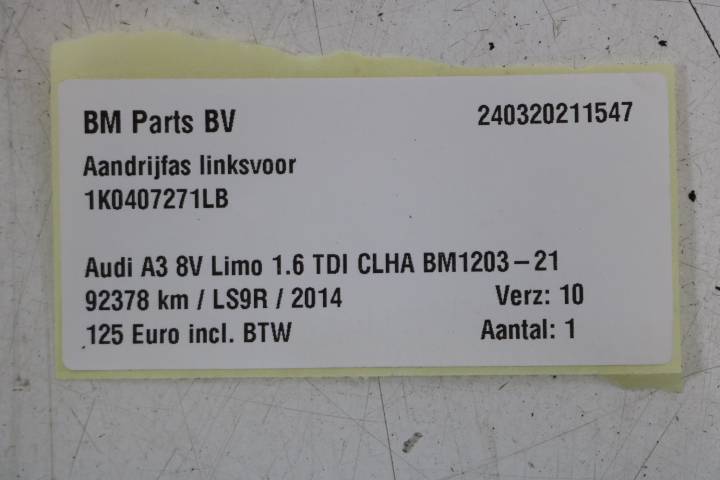 BM Parts BV 240320211547
Aandrijfas linksvoor
1K0407271LB
Audi A3 8V Limo 1.6 TDI CLHA BM1203-21
92378 km / LS9R / 2014 Verz: 10
125 Euro incl. BTW Aantal: 1